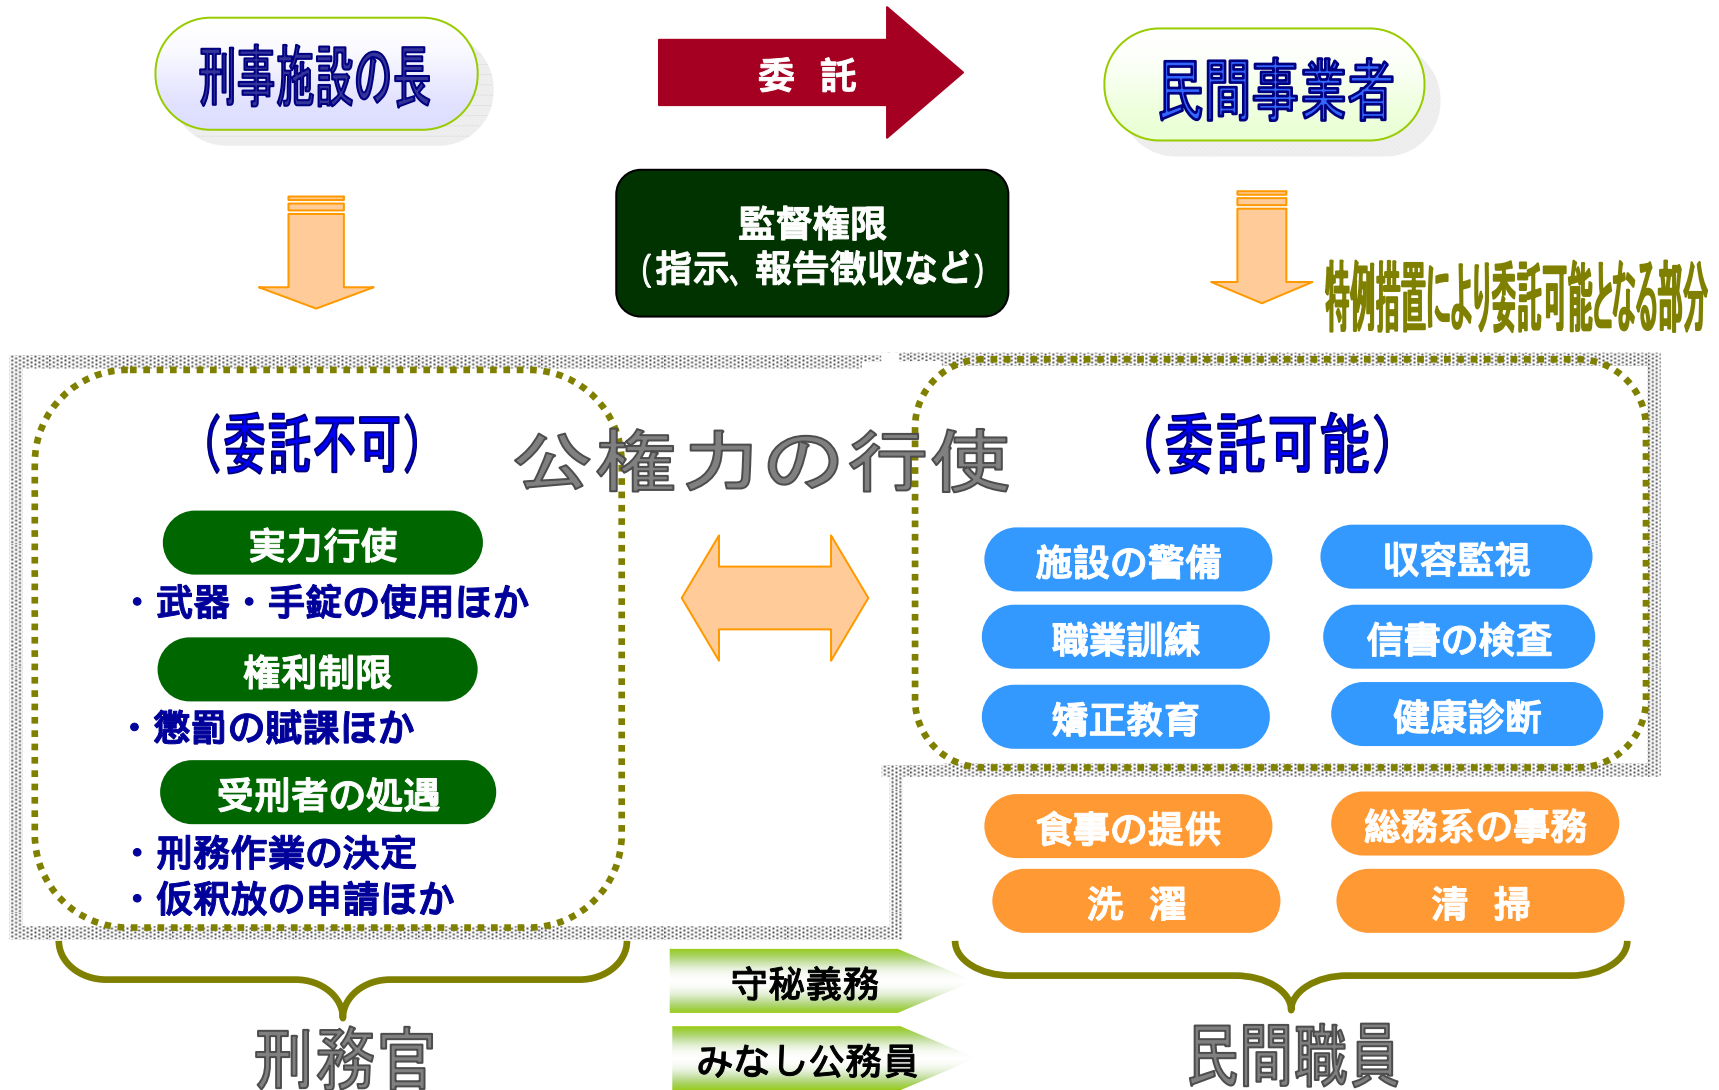 刑事施設の長
委 託
民間事業者
監督権限
(指示、報告徴収など)
特例措置により委託可能となる部分
（委託不可）
公権力の行使
（委託可能）
実力行使
・武器・手錠の使用ほか
権利制限
・懲罰の賦課ほか
受刑者の処遇
・刑務作業の決定
・仮釈放の申請ほか
施設の警備
収容監視
職業訓練
信書の検査
矯正教育
健康診断
食事の提供
総務系の事務
洗 濯
清 掃
守秘義務
みなし公務員
刑務官
民間職員